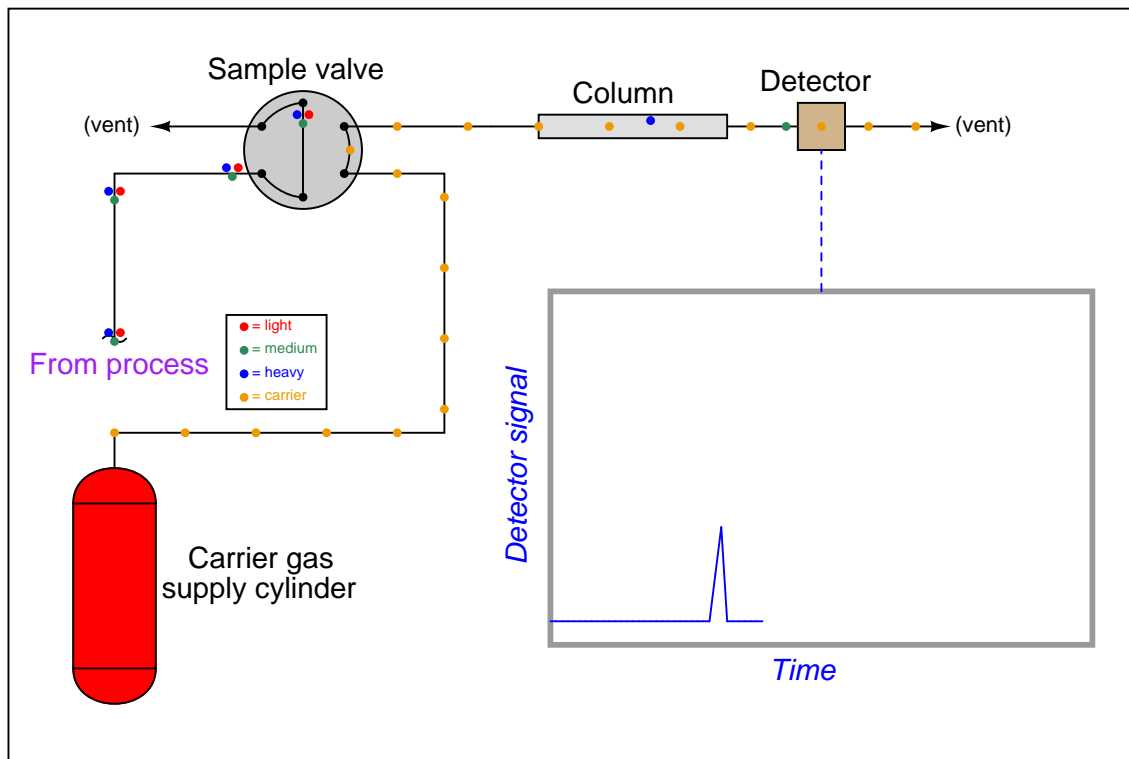 Sample valve
Column
Detector
(vent)
(vent)
= light
= medium
= heavy
= carrier
From process
Detector signal
Carrier gas
supply cylinder
Time